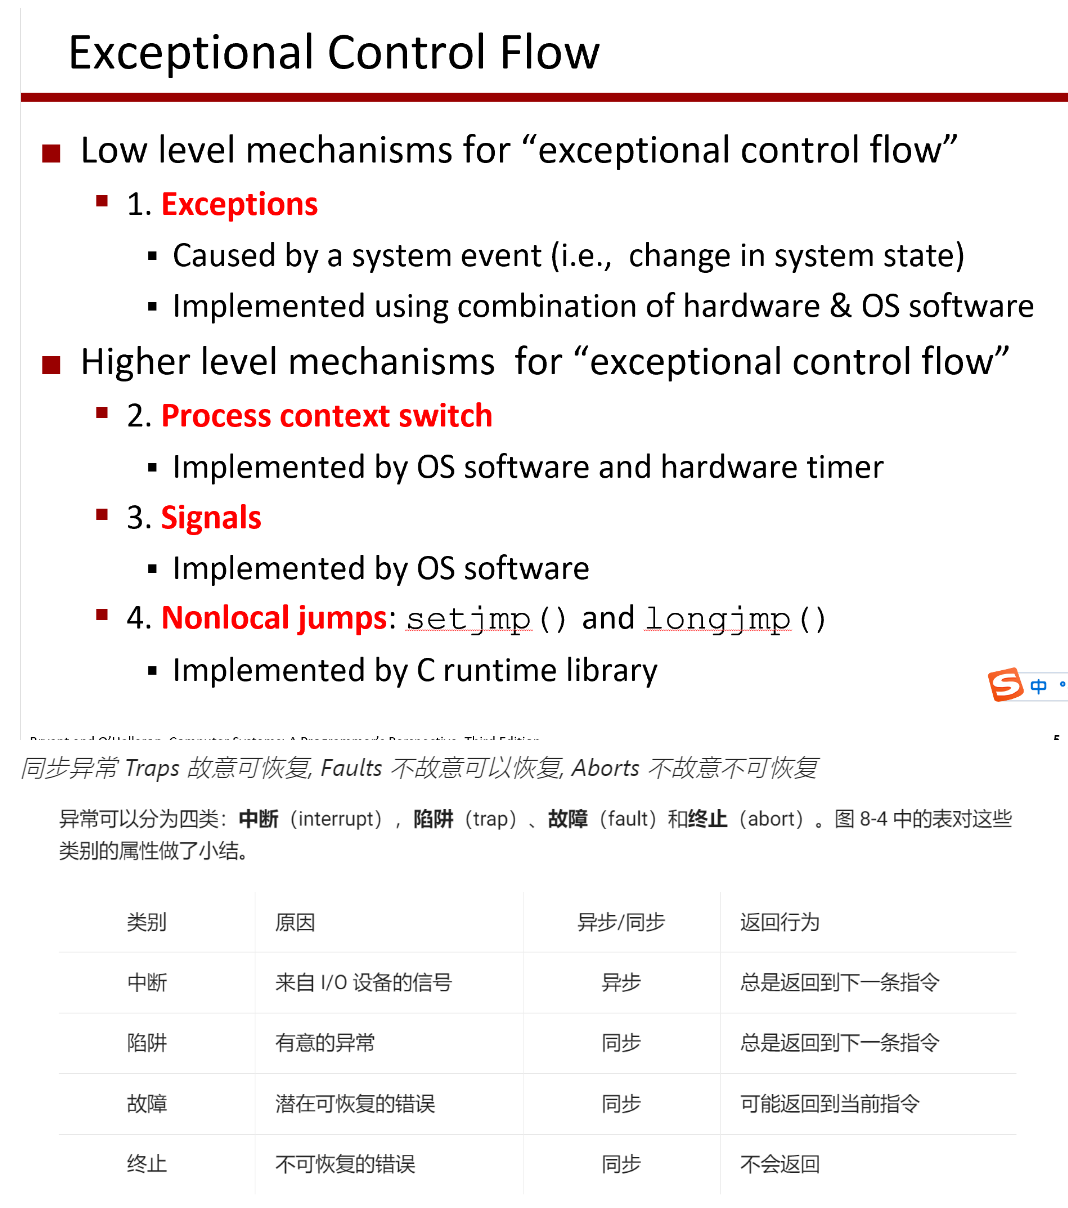 Exceptional Control Flow
Low level mechanisms for “exceptional control flow”
1. Exceptions
Caused by a system event (i.e., change in system state)
Implemented using combination of hardware & OS software
Higher level mechanisms for “exceptional control flow”
2. Process context switch
Implemented by OS software and hardware timer
3. Signals
Implemented by OS software
4. Nonlocal jumps: setjmp() and longjmp()
Implemented by C runtime library
S 中
Bryant and O’Hallaron, Computer Systems: A Programmer’s Perspective, Third Edition 5
同步异常 Traps 故意可恢复, Faults 不故意可以恢复, Aborts 不故意不可恢复
异常可以分为四类：中断（interrupt），陷阱（trap）、故障（fault）和终止（abort）。图 8-4 中的表对这些
类别的属性做了小结。
类别 原因 异步/同步 返回行为
中断 来自 I/O 设备的信号 异步 总是返回到下一条指令
陷阱 有意的异常 同步 总是返回到下一条指令
故障 潜在可恢复的错误 同步 可能返回到当前指令
终止 不可恢复的错误 同步 不会返回